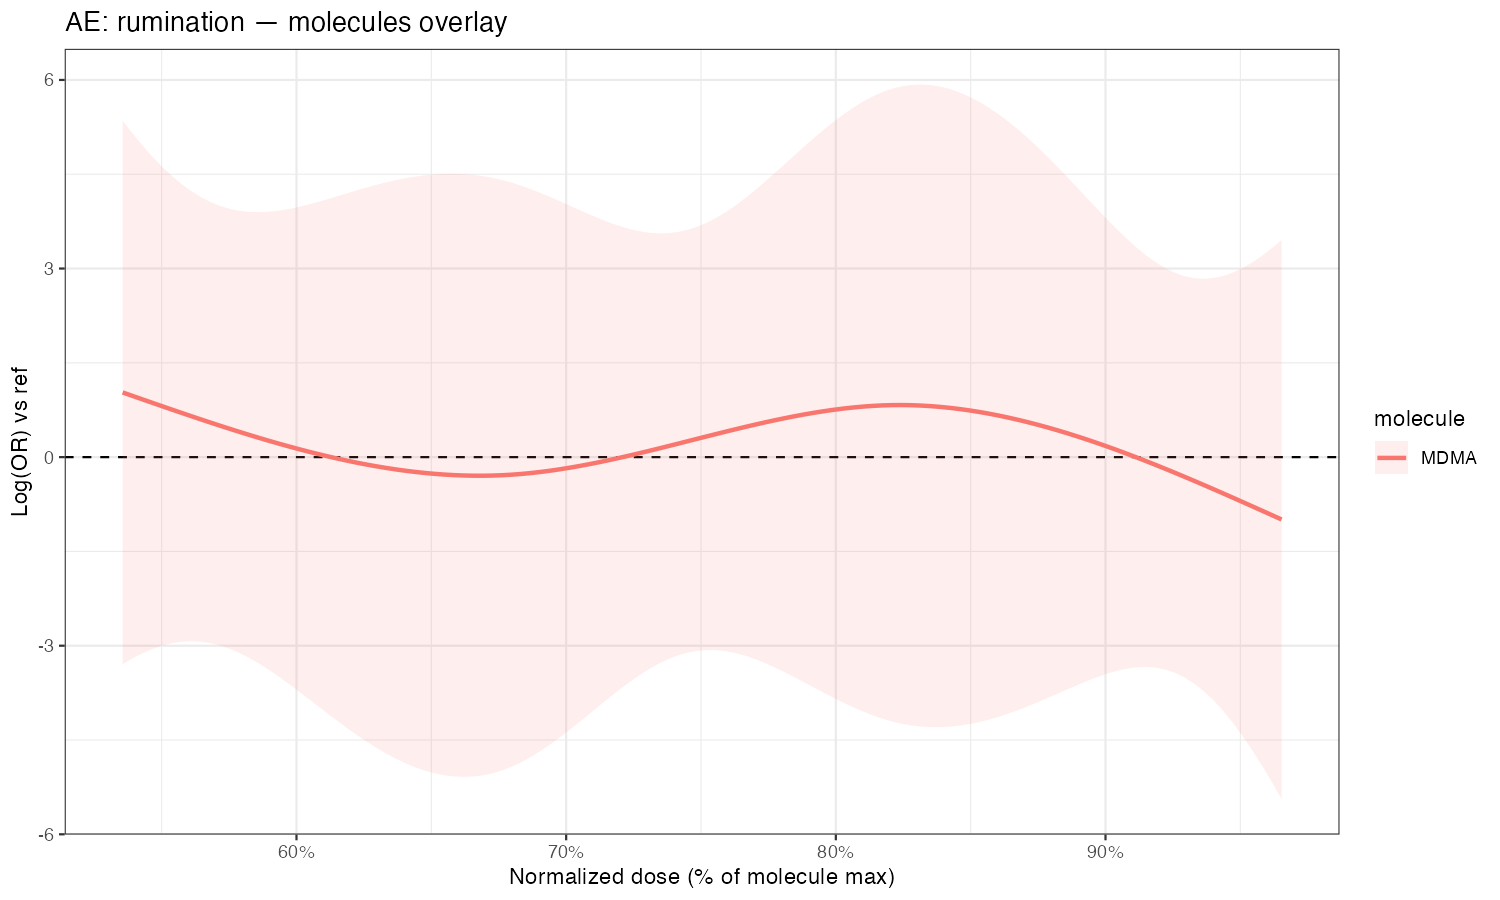 AE: rumination — molecules overlay
Log(OR) vs ref
6
3
0
-3
-6
60%
70%
80%
90%
Normalized dose (% of molecule max)
molecule
MDMA